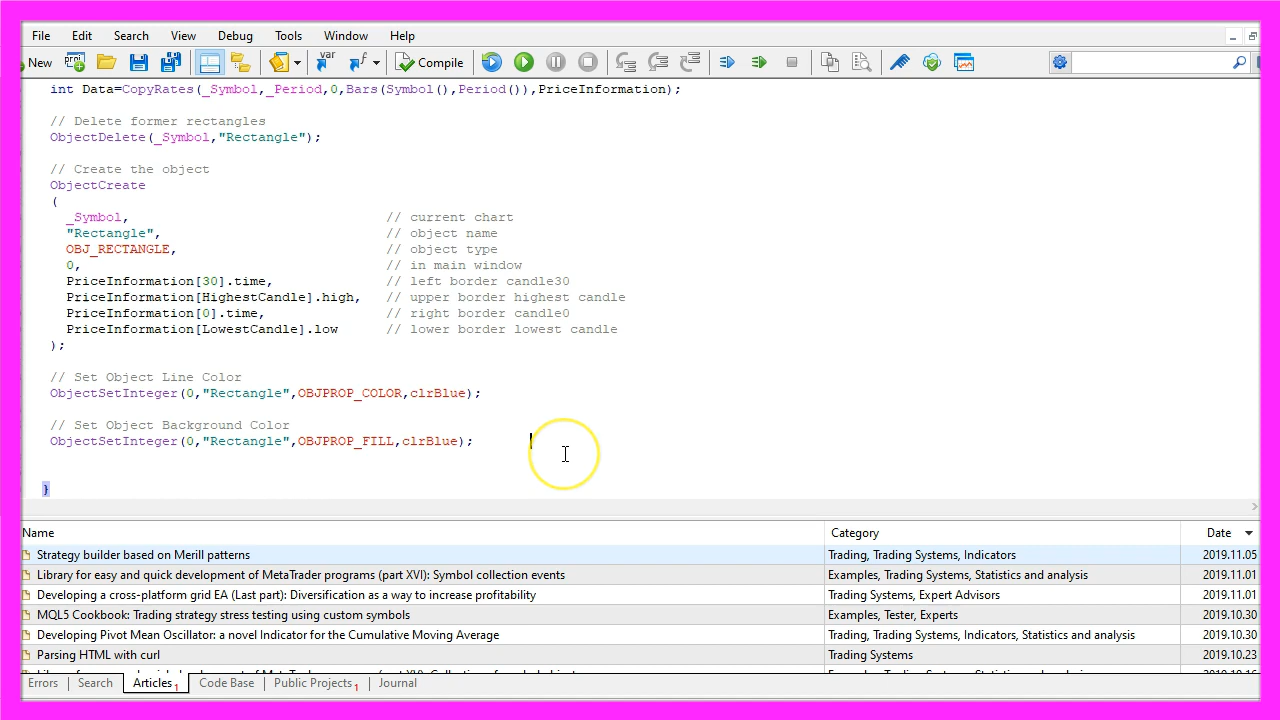 File Edit Search View Debug Tools Window Help
New Compile
int Data=CopyRates(_Symbol,_Period,0,Bars(Symbol(),Period()),PriceInformation);
// Delete former rectangles
ObjectDelete(_Symbol,"Rectangle");
// Create the object
ObjectCreate
(
_Symbol, // current chart
"Rectangle", // object name
OBJ_RECTANGLE, // object type
0, // in main window
PriceInformation[30].time, // left border candle30
PriceInformation[HighestCandle].high, // upper border highest candle
PriceInformation[0].time, // right border candle0
PriceInformation[LowestCandle].low // lower border lowest candle
);
// Set Object Line Color
ObjectSetInteger(0,"Rectangle",OBJPROP_COLOR,clrBlue);
// Set Object Background Color
ObjectSetInteger(0,"Rectangle",OBJPROP_FILL,clrBlue);
}
Name Category Date
Strategy builder based on Merill patterns Trading, Trading Systems, Indicators 2019.11.05
Library for easy and quick development of MetaTrader programs (part XVI): Symbol collection events Examples, Trading Systems, Statistics and analysis 2019.11.01
Developing a cross-platform grid EA (Last part): Diversification as a way to increase profitability Trading Systems, Expert Advisors 2019.11.01
MQL5 Cookbook: Trading strategy stress testing using custom symbols Examples, Tester, Experts 2019.10.30
Developing Pivot Mean Oscillator: a novel Indicator for the Cumulative Moving Average Trading, Trading Systems, Indicators, Statistics and analysis 2019.10.30
Parsing HTML with curl Trading Systems 2019.10.23
Errors Search Articles 1 Code Base Public Projects 1 Journal